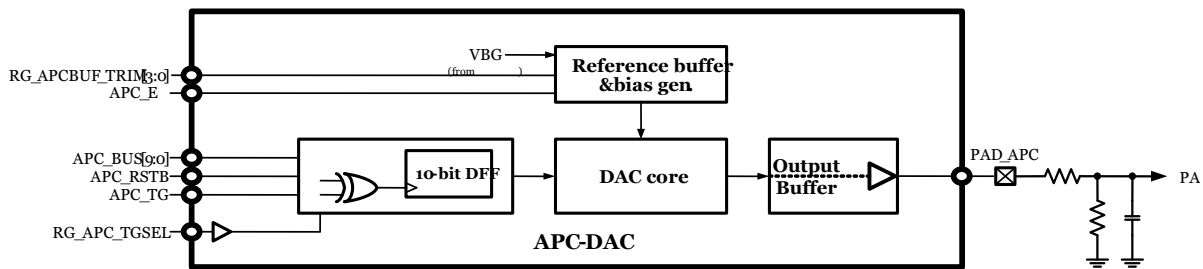 VBG
(from )
RG_APCBUF_TRIM[3:0]
APC_E
Reference buffer
&bias gen.
APC_BUS[9:0]
APC_RSTB
APC_TG
RG_APC_TGSEL
10-bit DFF
DAC core
Output
Buffer
PAD_APC
PA
APC-DAC